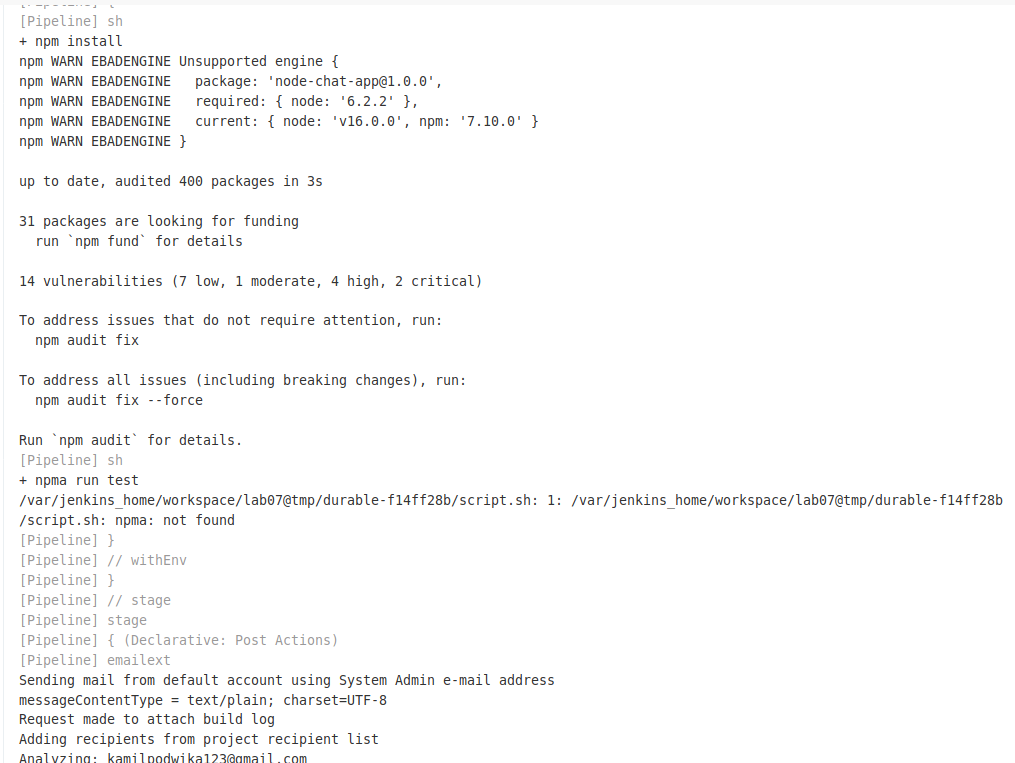 [Pipeline] {
[Pipeline] sh
+ npm install
npm WARN EBADENGINE Unsupported engine {
npm WARN EBADENGINE   package: 'node-chat-app@1.0.0',
npm WARN EBADENGINE   required: { node: '6.2.2' },
npm WARN EBADENGINE   current: { node: 'v16.0.0', npm: '7.10.0' }
npm WARN EBADENGINE }
up to date, audited 400 packages in 3s
31 packages are looking for funding
  run `npm fund` for details
14 vulnerabilities (7 low, 1 moderate, 4 high, 2 critical)
To address issues that do not require attention, run:
  npm audit fix
To address all issues (including breaking changes), run:
  npm audit fix --force
Run `npm audit` for details.
[Pipeline] sh
+ npma run test
/var/jenkins_home/workspace/lab07@tmp/durable-f14ff28b/script.sh: 1: /var/jenkins_home/workspace/lab07@tmp/durable-f14ff28b
/script.sh: npma: not found
[Pipeline] }
[Pipeline] // withEnv
[Pipeline] }
[Pipeline] // stage
[Pipeline] stage
[Pipeline] { (Declarative: Post Actions)
[Pipeline] emailext
Sending mail from default account using System Admin e-mail address
messageContentType = text/plain; charset=UTF-8
Request made to attach build log
Adding recipients from project recipient list
Analyzing: kamilpodwika123@gmail.com